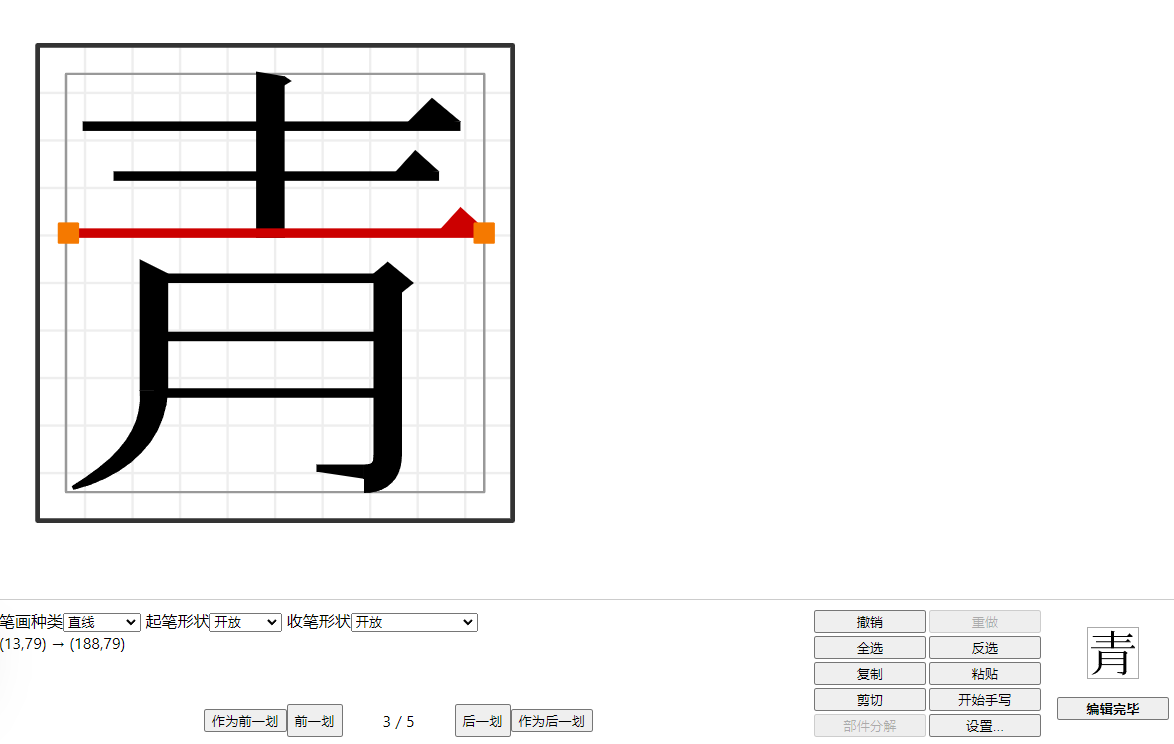 青
笔画种类 直线 起笔形状 开放 收笔形状 开放
(13,79) → (188,79)
作为前一划 前一划 3 / 5 后一划 作为后一划
撤销 重做
全选 反选
复制 粘贴
剪切 开始手写
部件分解 设置...
青
编辑完毕